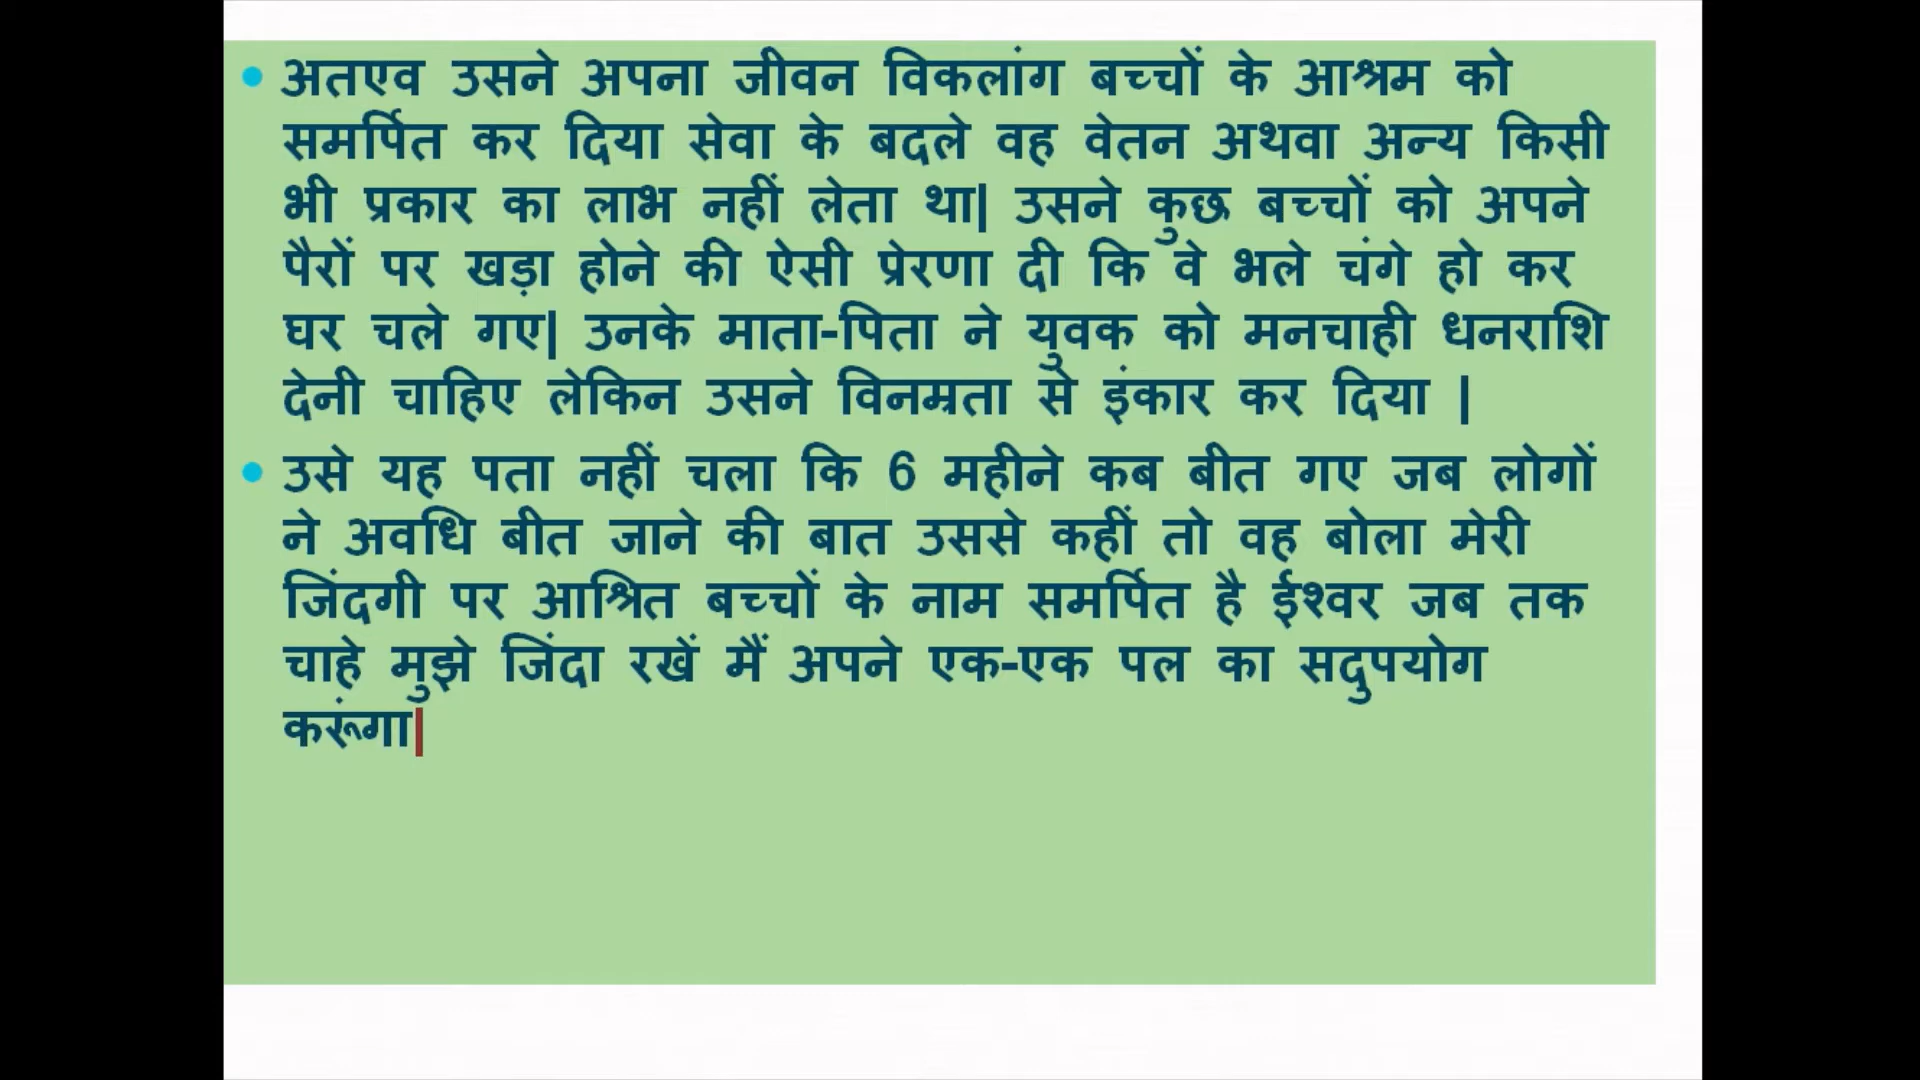 • अतएव उसने अपना जीवन विकलांग बच्चों के आश्रम को
समर्पित कर दिया सेवा के बदले वह वेतन अथवा अन्य किसी
भी प्रकार का लाभ नहीं लेता था| उसने कुछ बच्चों को अपने
पैरों पर खड़ा होने की ऐसी प्रेरणा दी कि वे भले चंगे हो कर
घर चले गए| उनके माता-पिता ने युवक को मनचाही धनराशि
देनी चाहिए लेकिन उसने विनम्रता से इंकार कर दिया |
• उसे यह पता नहीं चला कि 6 महीने कब बीत गए जब लोगों
ने अवधि बीत जाने की बात उससे कहीं तो वह बोला मेरी
जिंदगी पर आश्रित बच्चों के नाम समर्पित है ईश्वर जब तक
चाहे मुझे जिंदा रखें मैं अपने एक-एक पल का सदुपयोग
करूंगा|